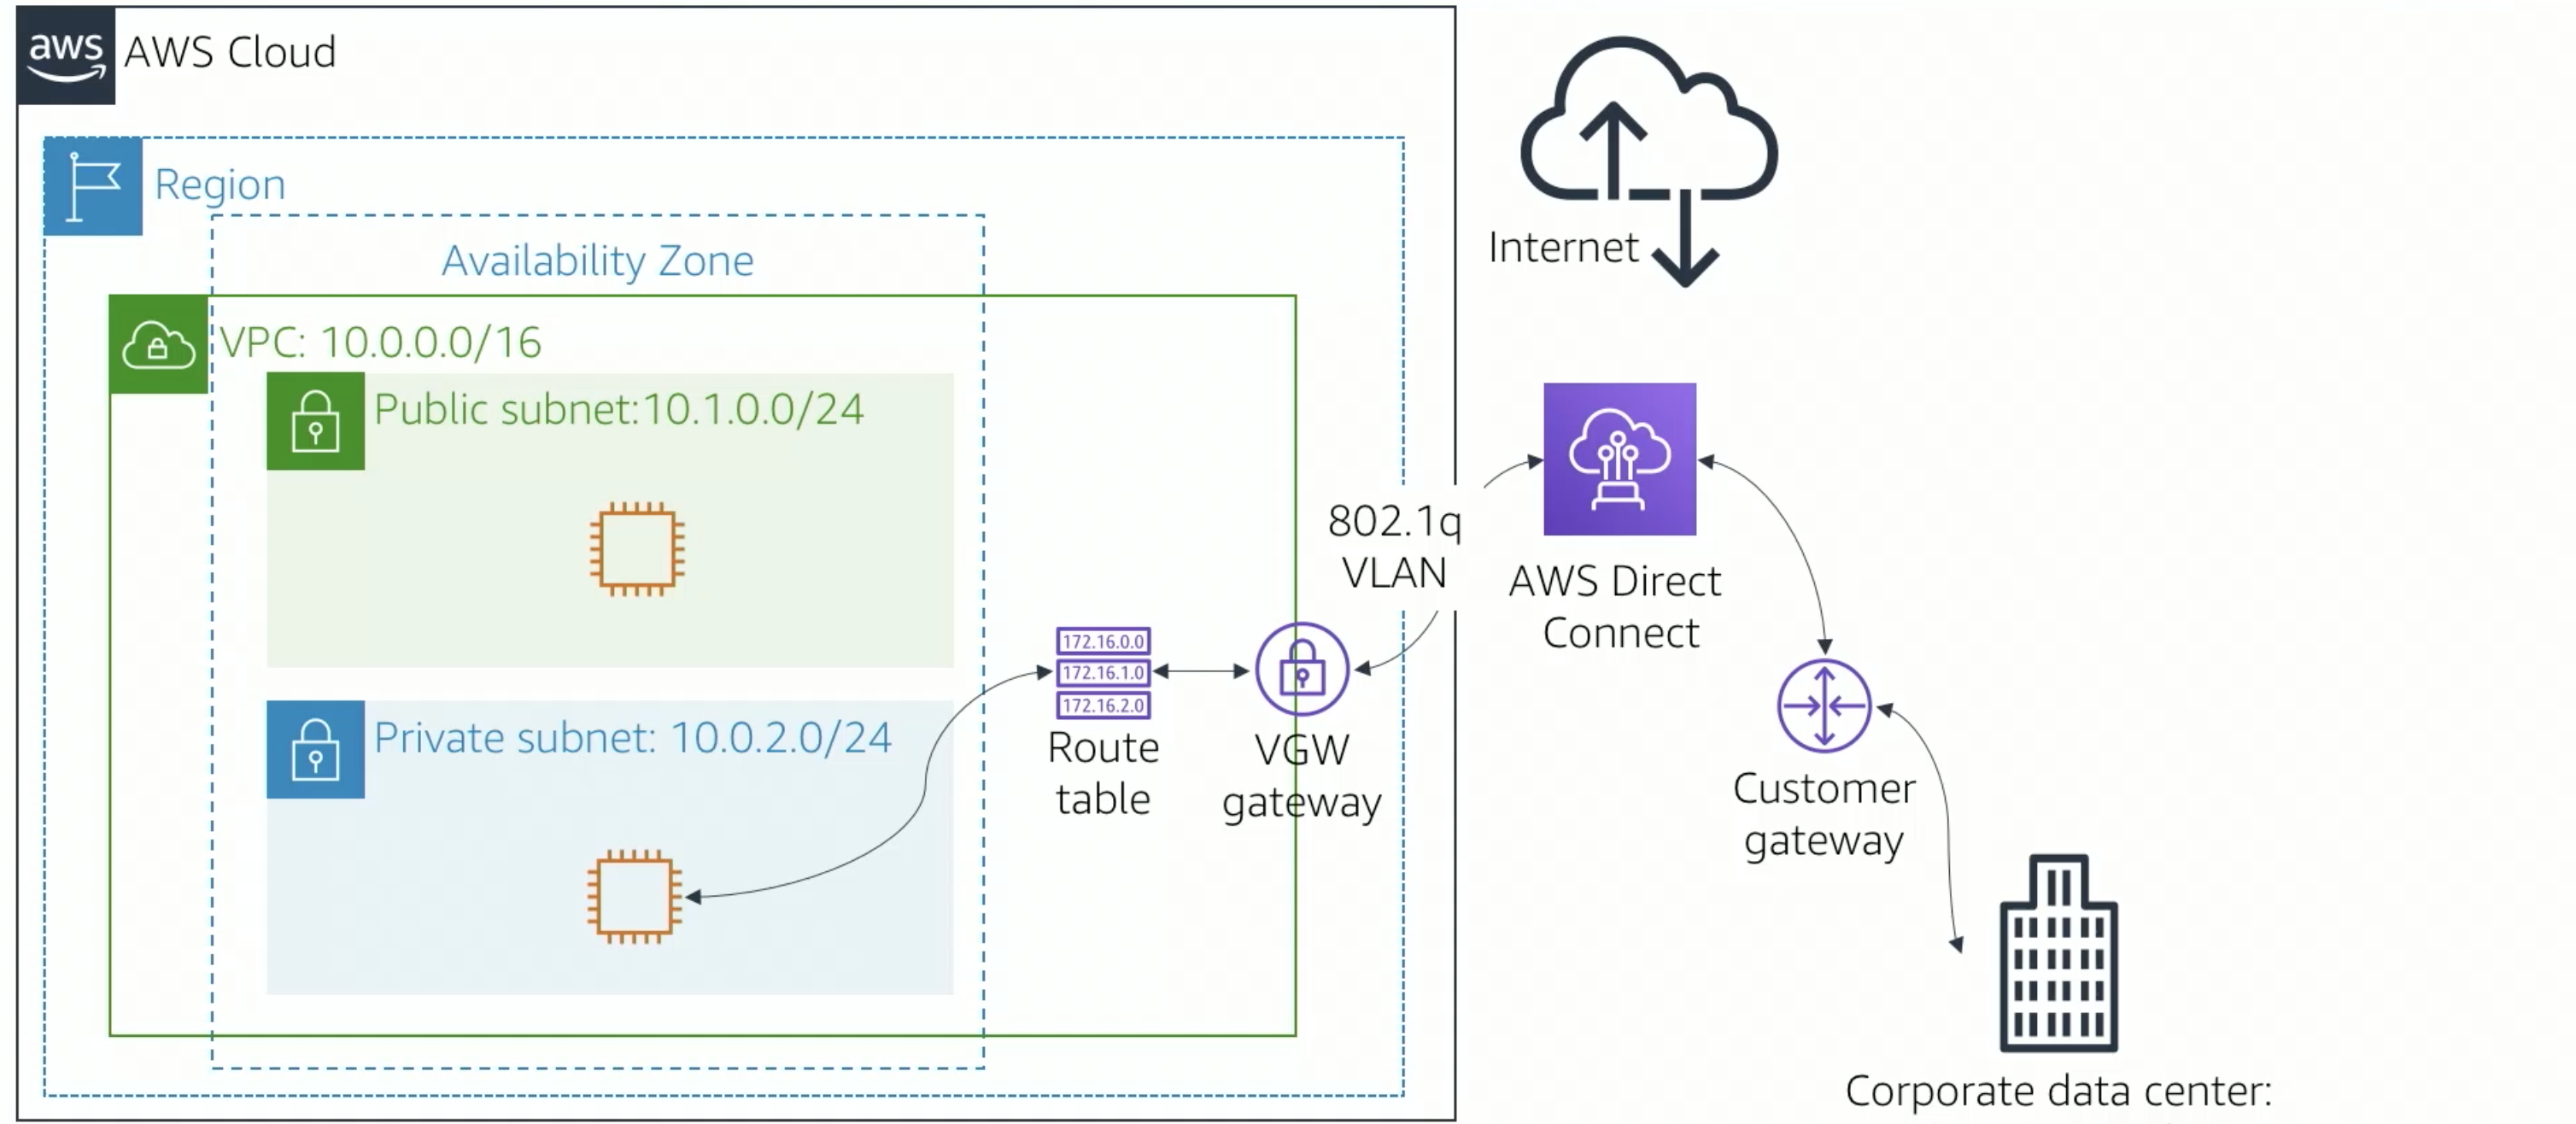 aws
AWS Cloud
Region
Availability Zone
VPC: 10.0.0.0/16
Public subnet:10.1.0.0/24
Private subnet: 10.0.2.0/24
172.16.0.0
172.16.1.0
172.16.2.0
Route
table
VGW
gateway
802.1q
VLAN
Internet
AWS Direct
Connect
Customer
gateway
Corporate data center: